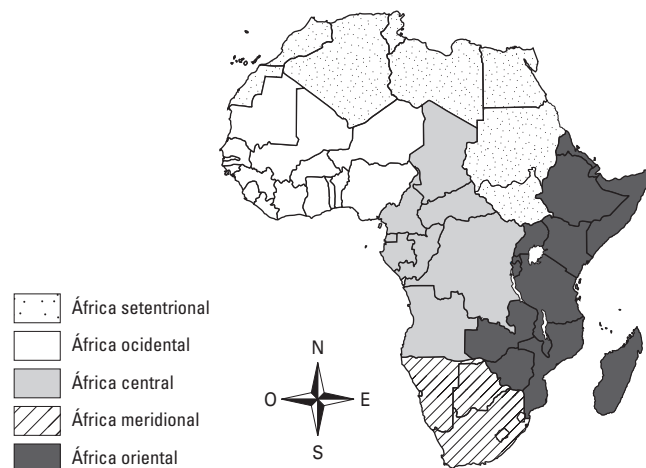 África setentrional
África ocidental
África central
África meridional
África oriental
N
O E
S